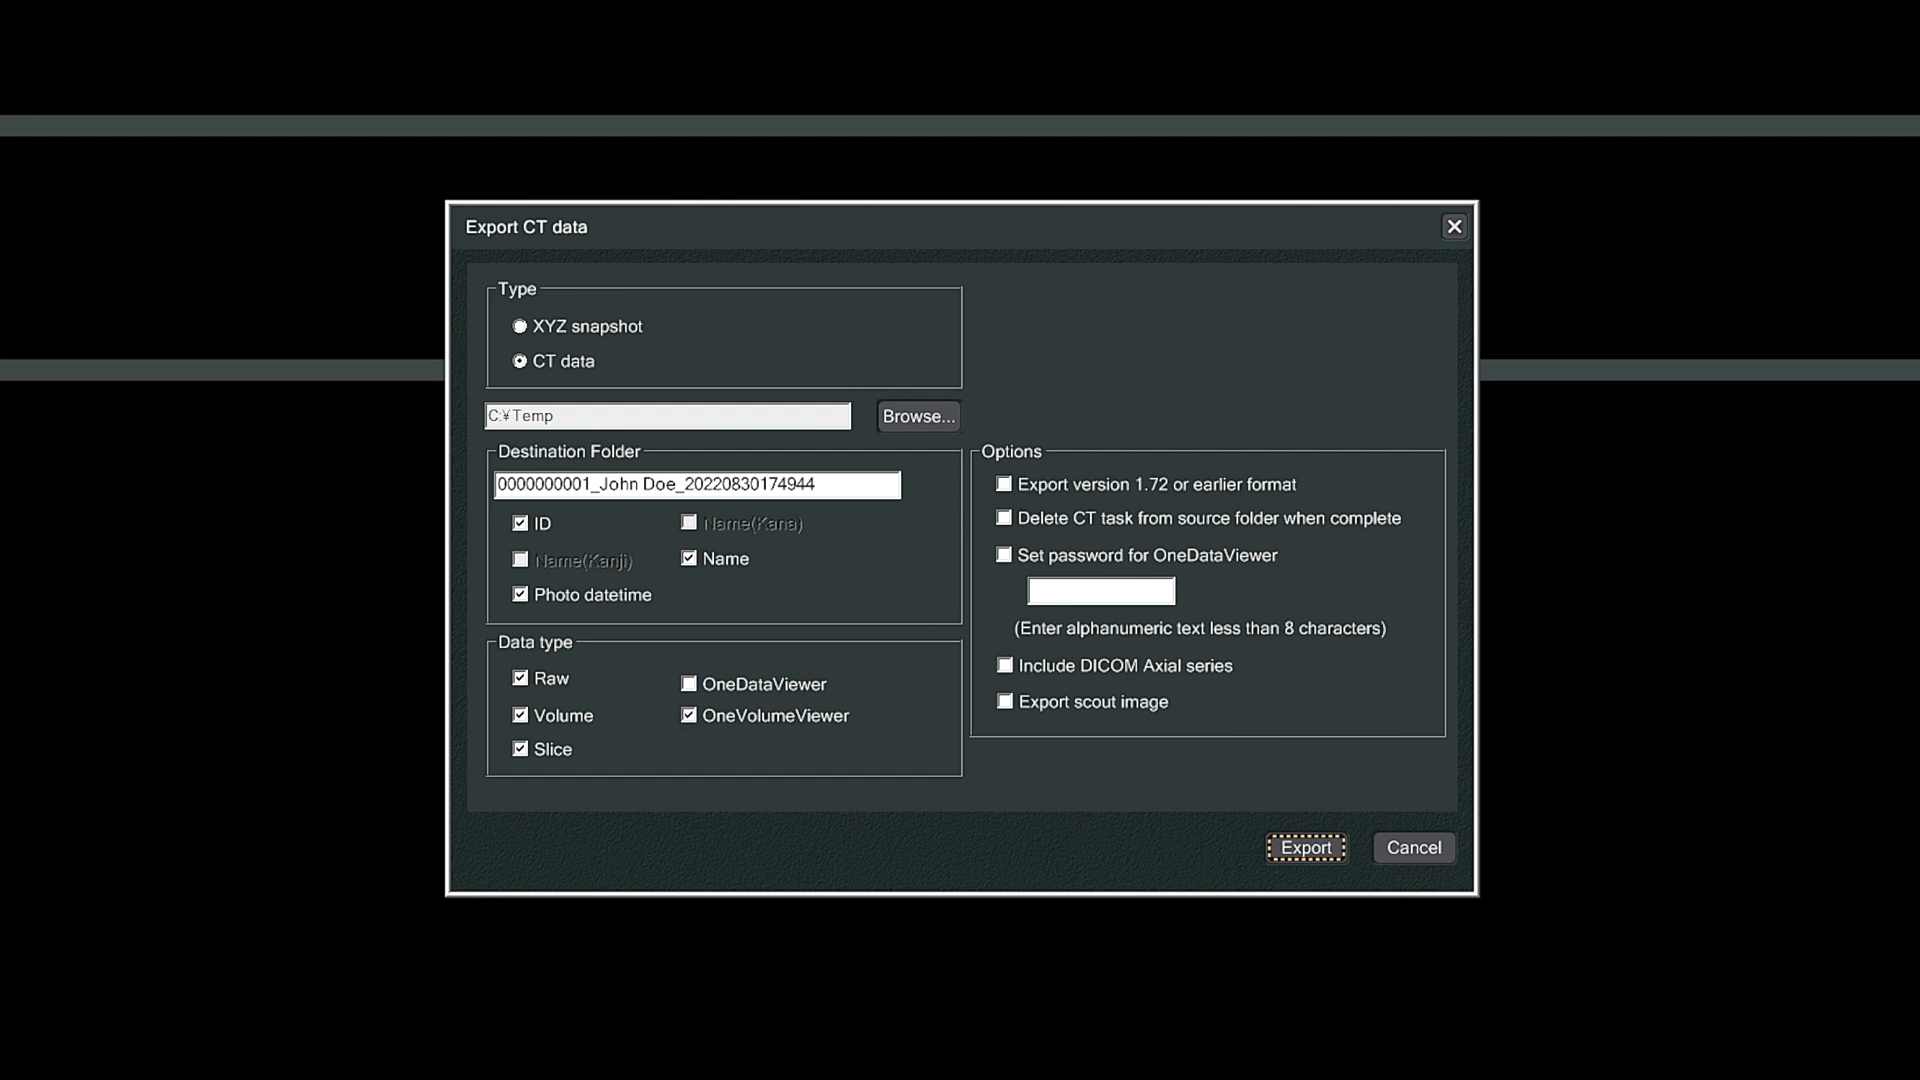 Export CT data
Type
XYZ snapshot
CT data
C:¥Temp
Browse...
Destination Folder
0000000001_John Doe_20220830174944
ID
Name(Kana)
Name(Kanji)
Name
Photo datetime
Data type
Raw
OneDataViewer
Volume
OneVolumeViewer
Slice
Options
Export version 1.72 or earlier format
Delete CT task from source folder when complete
Set password for OneDataViewer
(Enter alphanumeric text less than 8 characters)
Include DICOM Axial series
Export scout image
Export
Cancel